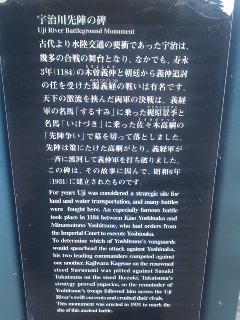 宇治川先陣の碑
Uji River Battleground Monument
古代より水陸交通の要衝であった宇治は、
幾多の合戦の舞台となり、なかでも、寿永
3年(1184)の木曽義仲と朝廷から義仲追討
の任を受けた源義経の戦いは有名です。
天下の激流を挟んだ両軍の決戦は、義経
軍の名馬「するすみ」に乗った梶原景季と
名馬「いけづき」に乗った佐々木高綱の
「先陣争い」で幕を切って落としました。
先陣は策にたけた高綱がとり、義経軍が
一斉に渡河して義仲軍を打ち破りました。
この碑は、その故事に因んで、昭和6年
(1931)に建立されたものです。
For years Uji was considered a strategic site for
land and water transportation, and many battles
were fought here. An especially famous battle
took place in 1184 between Kiso Yoshinaka and
Minamotono Yoshitsune, who had orders from
the Imperial Court to execute Yoshinaka.
To determine which of Yoshitsune's vanguards
would spearhead the attack against Yoshinaka,
his two leading commanders competed against
one another. Kajiwara Kagesue on the renowned
steed Surusumi was pitted against Sasaki
Takatsuna on the steed Ikezuki. Takatsuna's
strategy proved superior, so the remainder of
Yoshitsune's troops followed him across the Uji
River's swift currents and crushed their rivals.
This monument was erected in 1931 to mark the
site of this ancient battle.